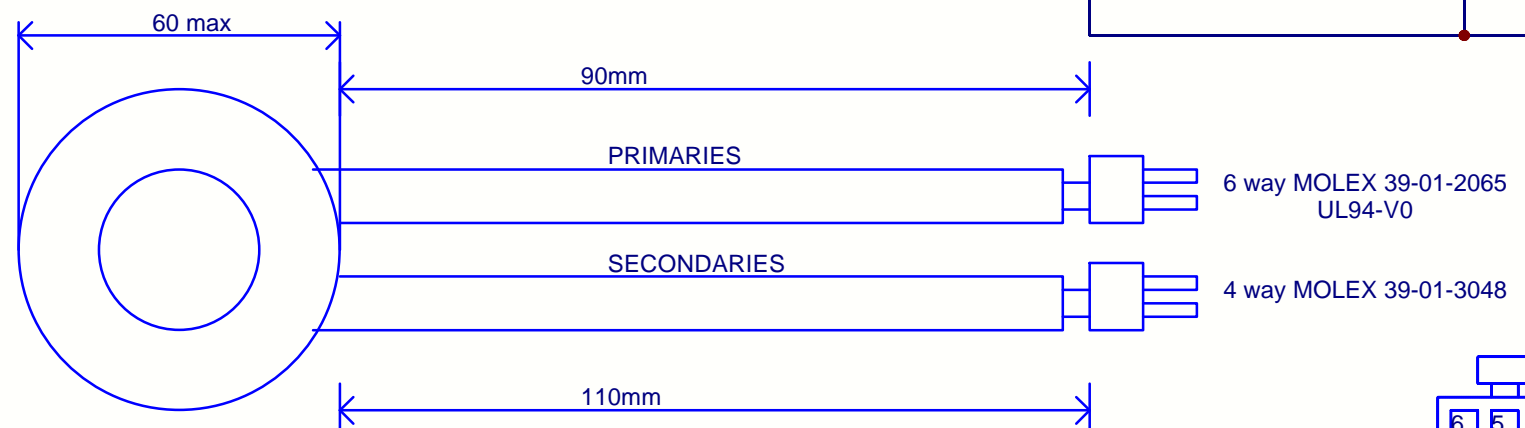 60 max
90mm
PRIMARIES
6 way MOLEX 39-01-2065
UL94-V0
SECONDARIES
4 way MOLEX 39-01-3048
110mm
6 5